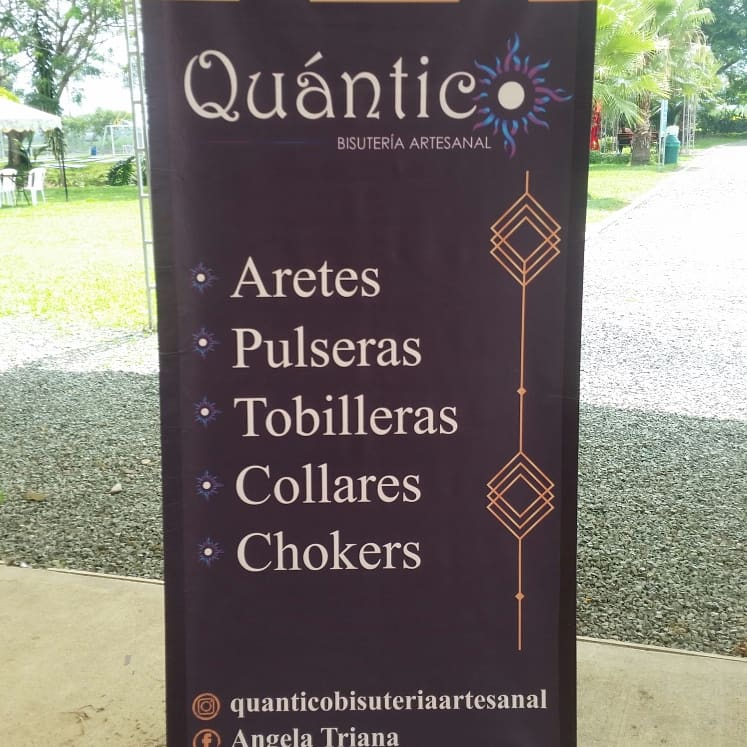 Quántico
BISUTERÍA ARTESANAL
Aretes
Pulseras
Tobilleras
Collares
Chokers
quanticobisuteriaartesanal
Angela Triana